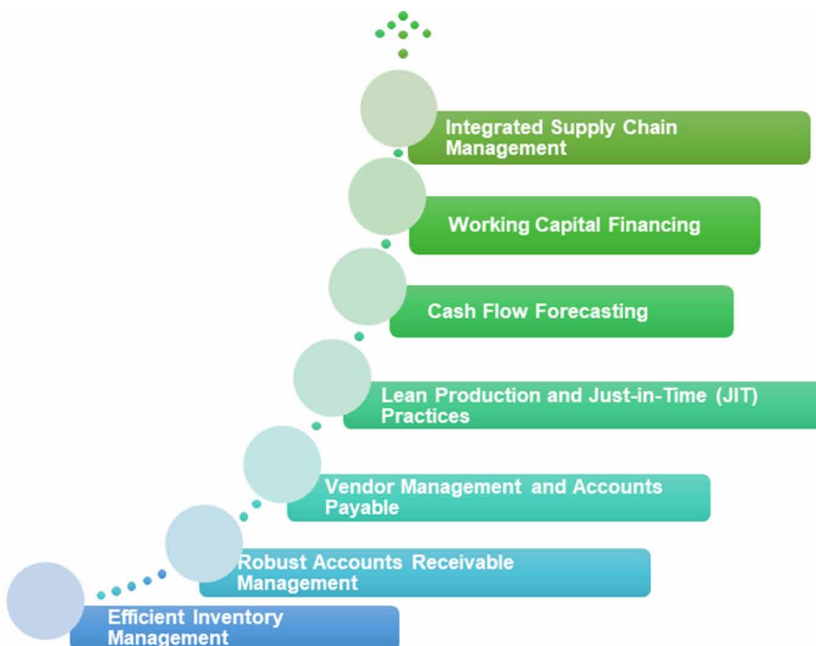 Integrated Supply Chain
Management
Working Capital Financing
Cash Flow Forecasting
Lean Production and Just-in-Time (JIT)
Practices
Vendor Management and Accounts
Payable
Robust Accounts Receivable
Management
Efficient Inventory
Management